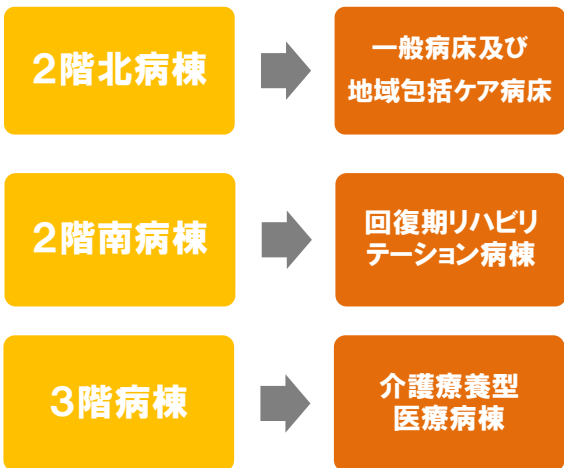 2階北病棟
一般病床及び
地域包括ケア病床
2階南病棟
回復期リハビリ
テーション病棟
3階病棟
介護療養型
医療病棟